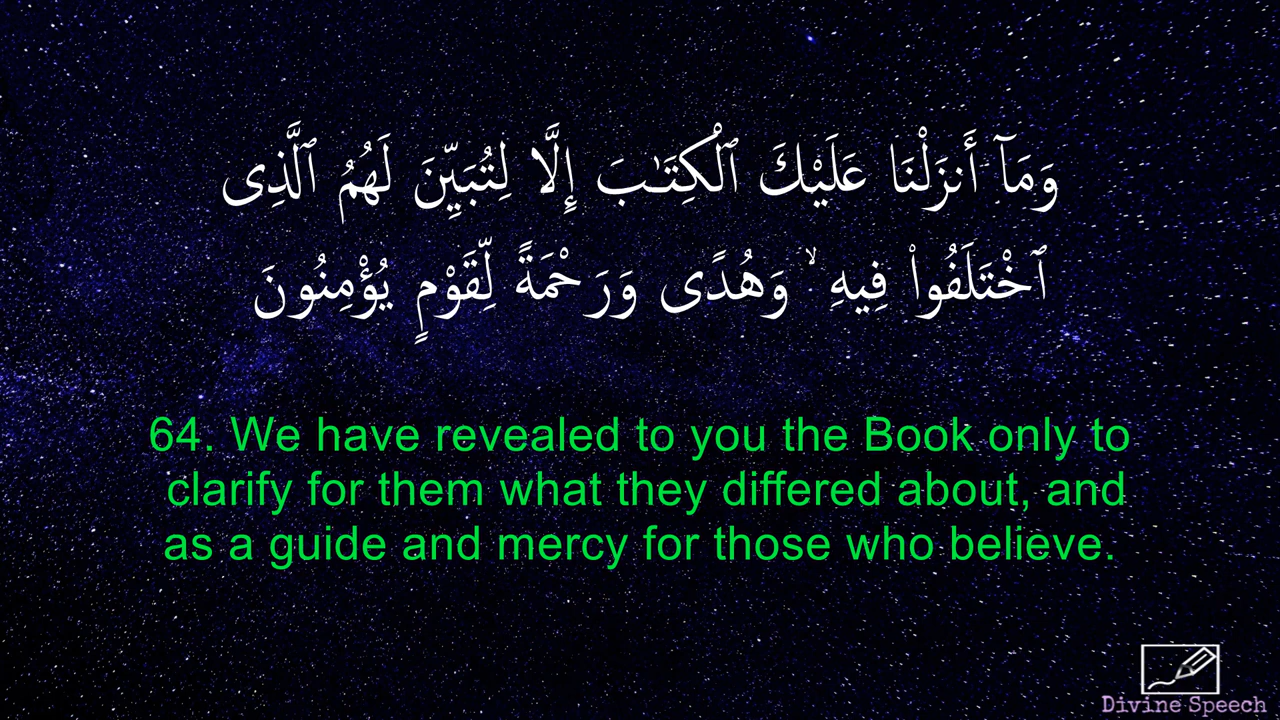 وَمَآ أَنزَلْنَا عَلَيْكَ ٱلْكِتَـٰبَ إِلَّا لِتُبَيِّنَ لَهُمُ ٱلَّذِى
ٱخْتَلَفُوا۟ فِيهِ ۙ وَهُدًى وَرَحْمَةً لِّقَوْمٍ يُؤْمِنُونَ
64. We have revealed to you the Book only to
clarify for them what they differed about, and
as a guide and mercy for those who believe.
Divine Speech